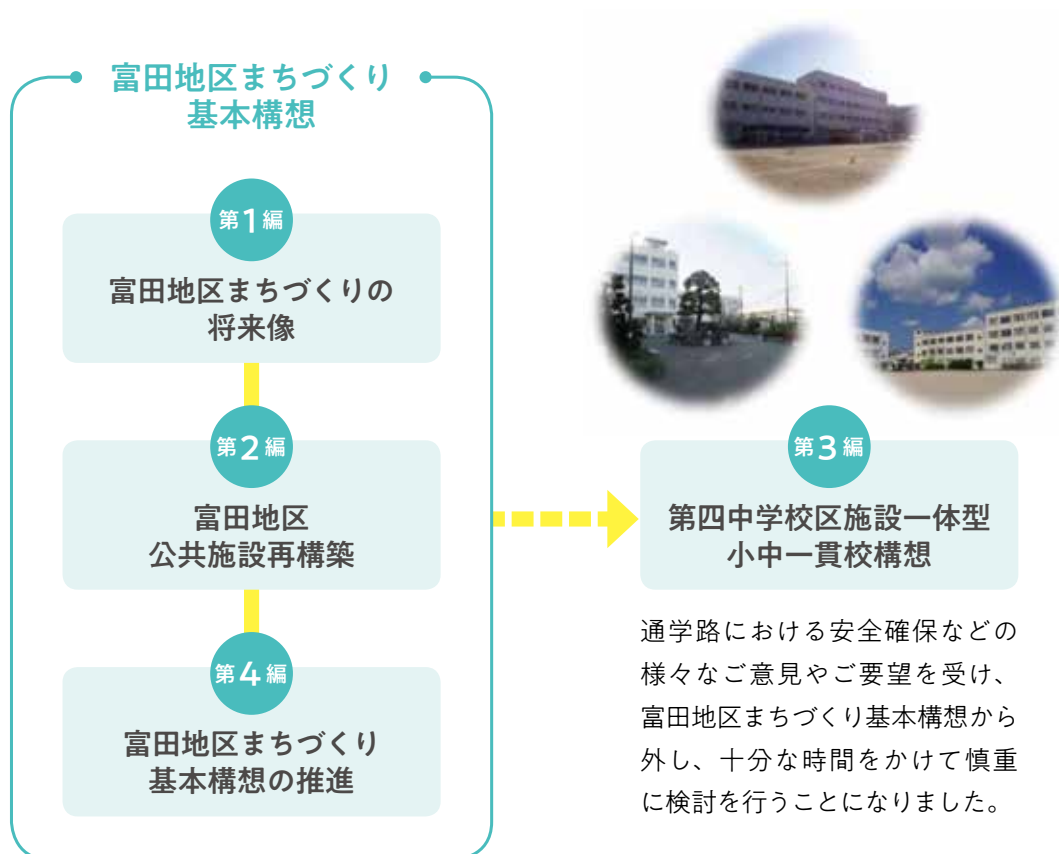 富田地区まちづくり
基本構想
第1編
富田地区まちづくりの
将来像
第2編
富田地区
公共施設再構築
第4編
富田地区まちづくり
基本構想の推進
第3編
第四中学校区施設一体型
小中一貫校構想
通学路における安全確保などの
様々なご意見やご要望を受け、
富田地区まちづくり基本構想から
外し、十分な時間をかけて慎重
に検討を行うことになりました。